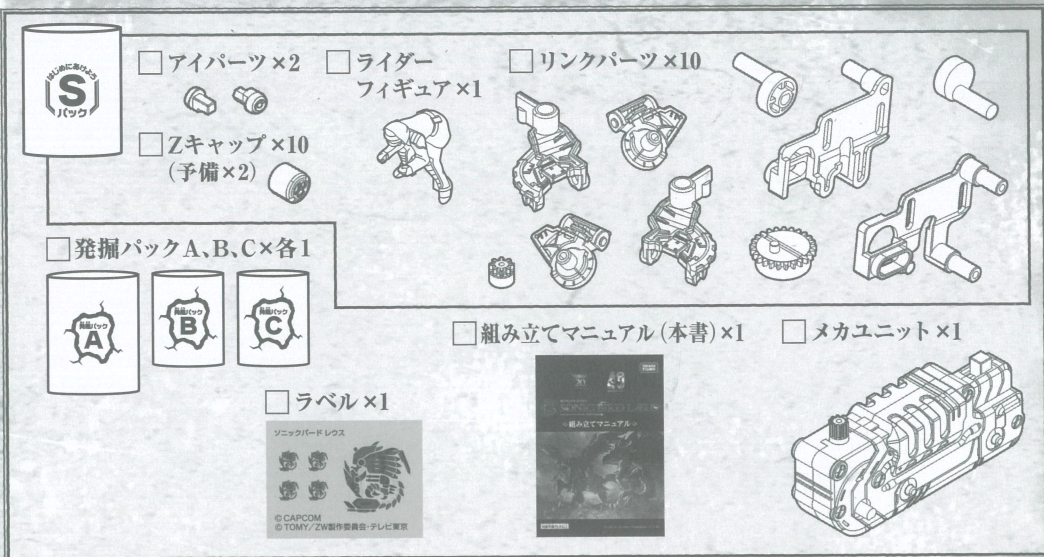 はじめにあけよう
S
パック
□アイパーツ×2
□ライダー
フィギュア×1
□リンクパーツ×10
□Zキャップ×10
(予備×2)
□発掘パックA、B、C×各1
発掘パック
A
発掘パック
B
発掘パック
C
□組み立てマニュアル(本書)×1
□メカユニット×1
□ラベル×1
ソニックバード レウス
© CAPCOM
© TOMY/ZW製作委員会・テレビ東京
組み立てマニュアル